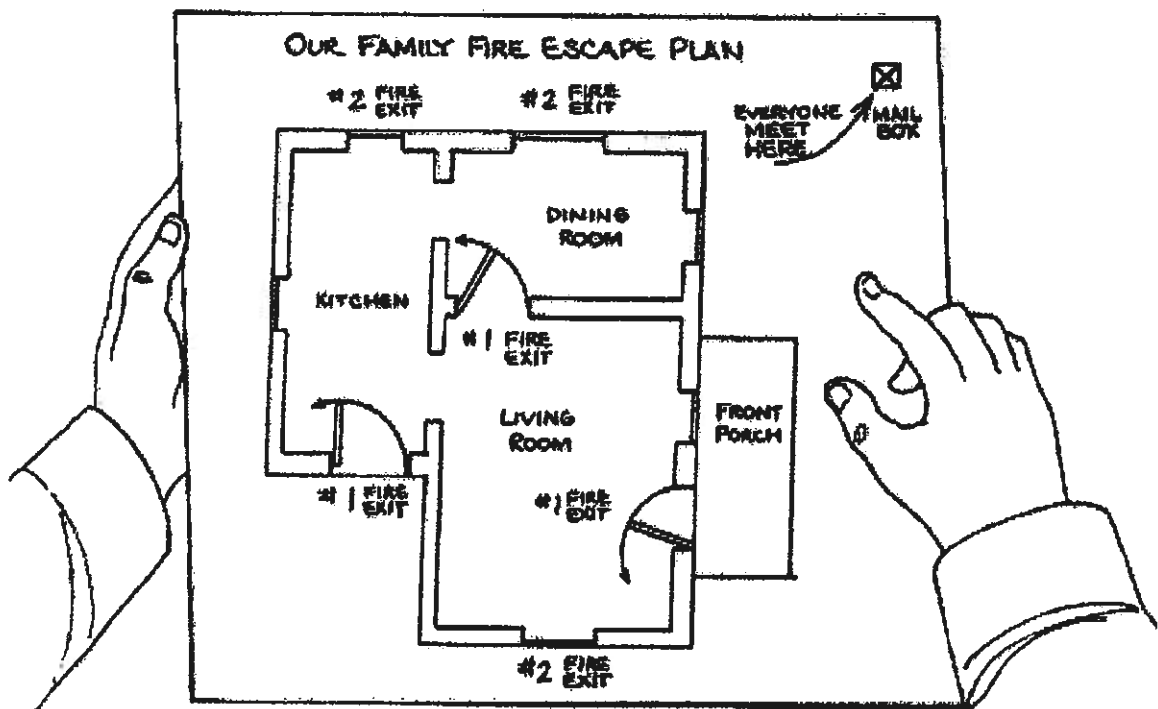 OUR FAMILY FIRE ESCAPE PLAN
#2 FIRE
EXIT
#2 FIRE
EXIT
EVERYONE
MEET
HERE
MAIL
BOX
DINING
ROOM
KITCHEN
#1 FIRE
EXIT
LIVING
ROOM
FRONT
PORCH
#1 FIRE
EXIT
#1 FIRE
EXIT
#2 FIRE
EXIT